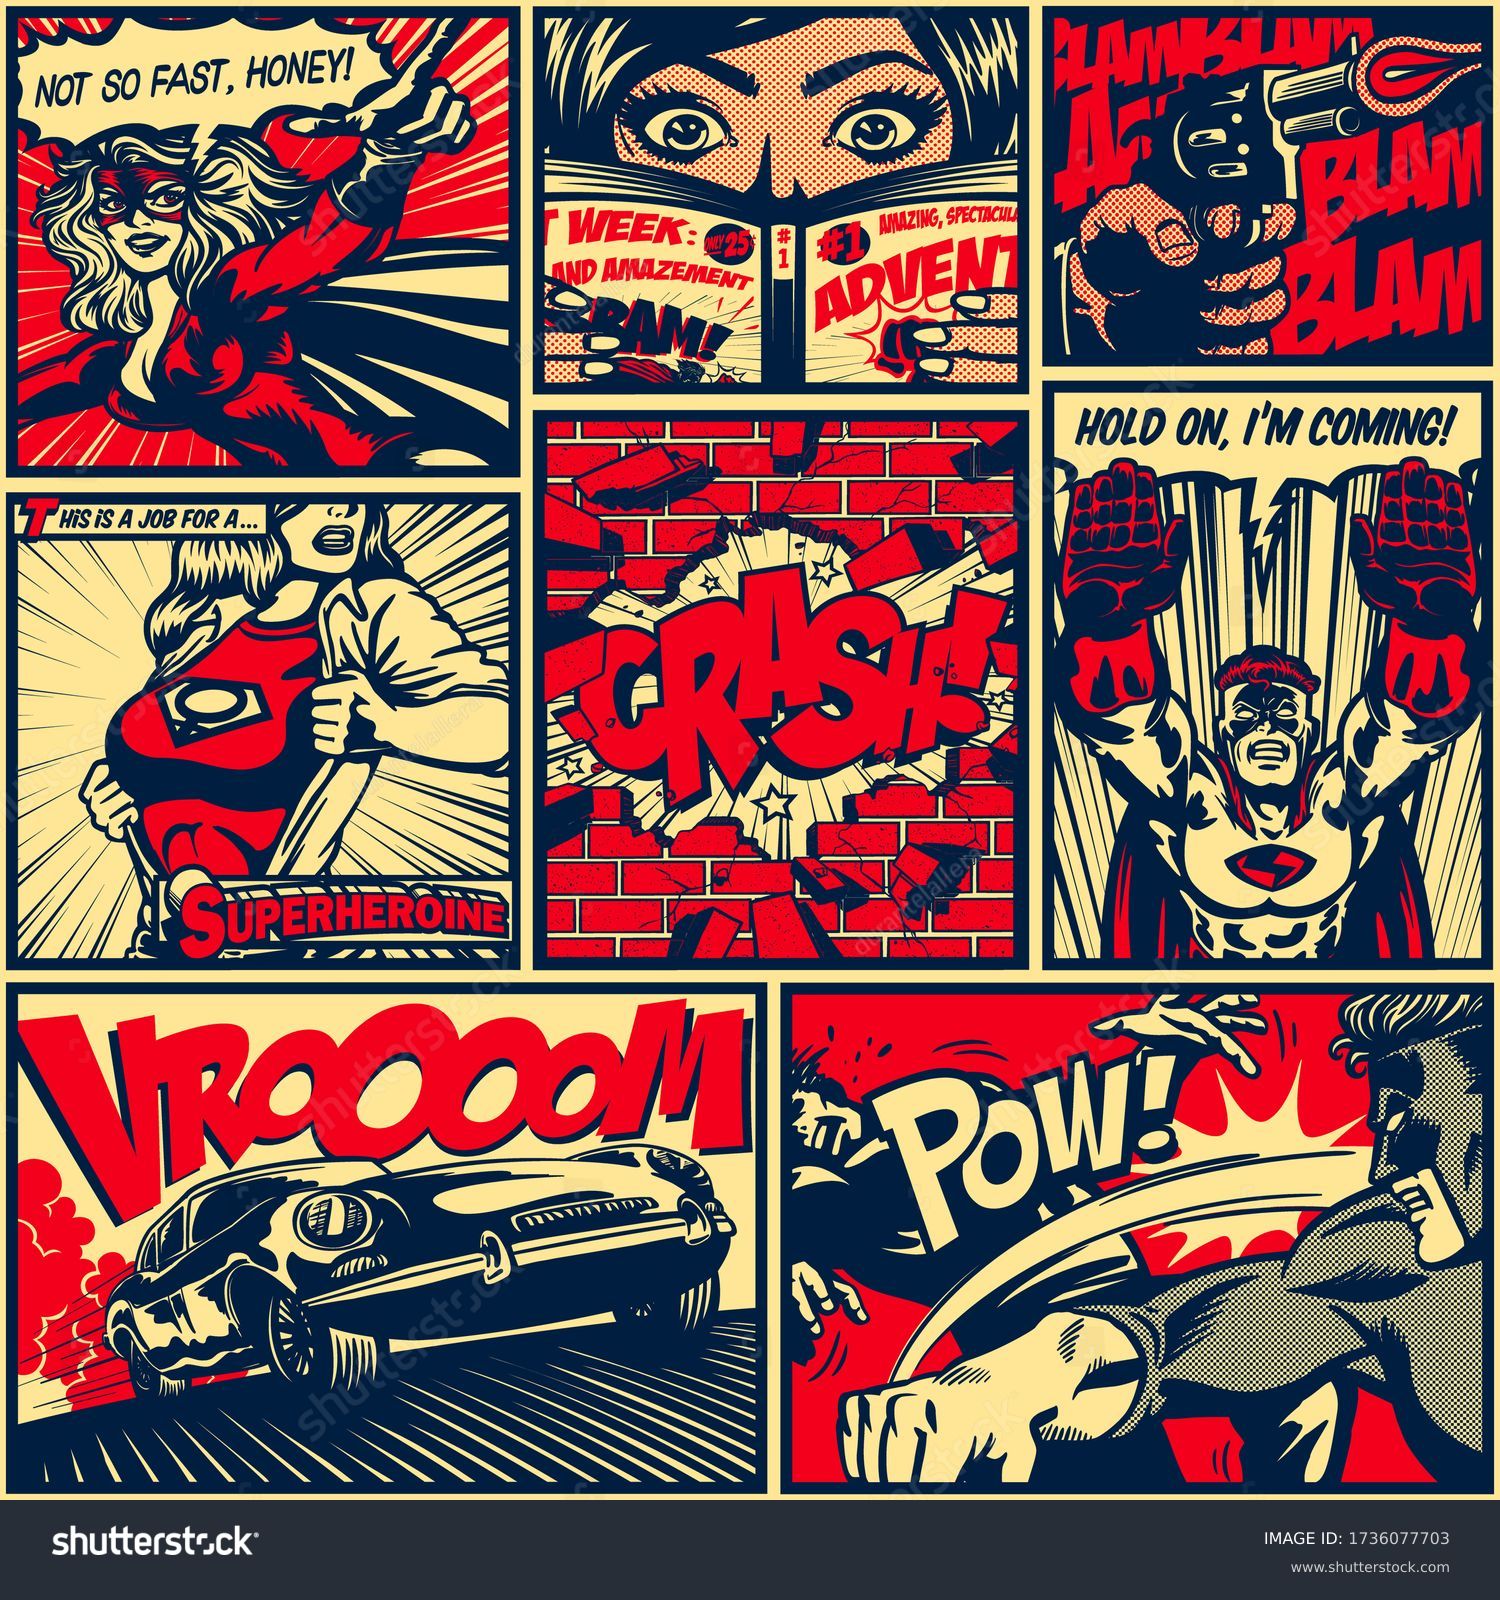 NOT SO FAST, HONEY!
T WEEK:
ONLY 25¢
AND AMAZEMENT
BAM!
#1
#1
AMAZING, SPECTACULA
ADVENT
BLAM BLAM
BLAM
BLAM
THIS IS A JOB FOR A...
SUPERHEROINE
CRASH!
HOLD ON, I'M COMING!
VROOOOM
POW!
shutterstock
IMAGE ID: 1736077703
www.shutterstock.com